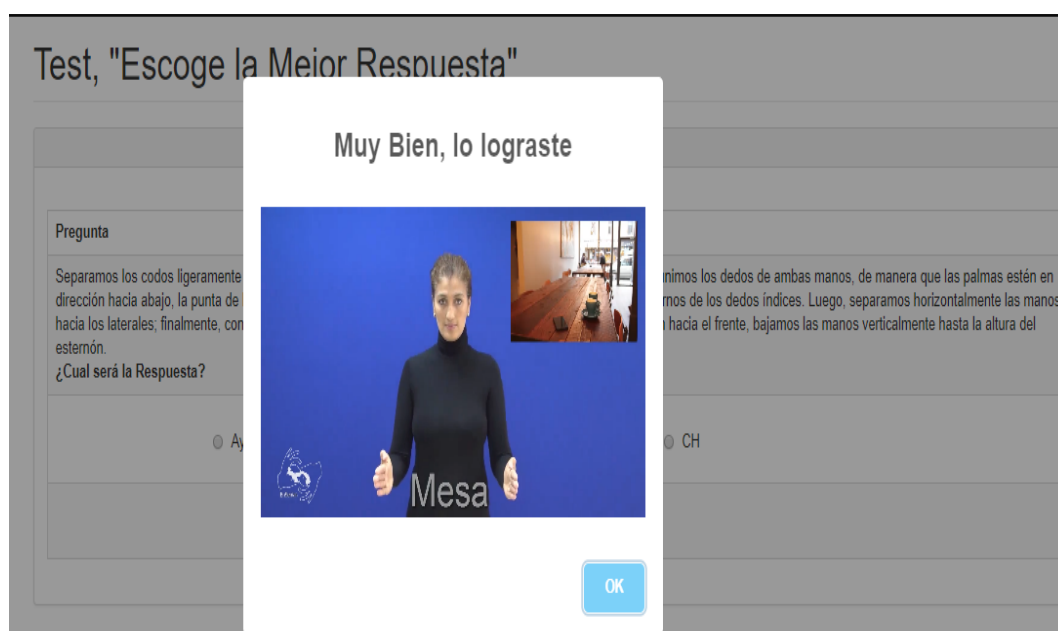 Test, "Escoge la Mejor Respuesta"
Muy Bien, lo lograste
Pregunta
Separamos los codos ligeramente
unimos los dedos de ambas manos, de manera que las palmas estén en
dirección hacia abajo, la punta de
de los dedos índices. Luego, separamos horizontalmente las manos
hacia los laterales; finalmente, con
hacia el frente, bajamos las manos verticalmente hasta la altura del
esternón.
¿Cual será la Respuesta?
CH
Mesa
OK